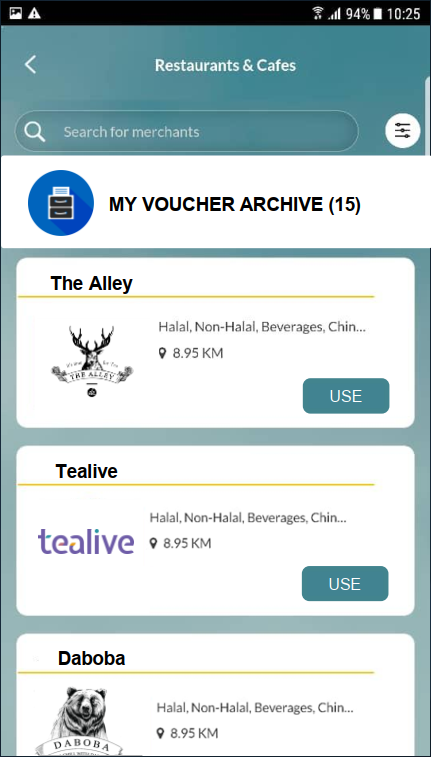 94% 10:25
Restaurants & Cafes
Search for merchants
MY VOUCHER ARCHIVE (15)
The Alley
Halal, Non-Halal, Beverages, Chin...
THE ALLEY
8.95 KM
USE
Tealive
Halal, Non-Halal, Beverages, Chin...
tealive
8.95 KM
USE
Daboba
Halal, Non-Halal, Beverages, Chin...
8.95 KM
DABOBA